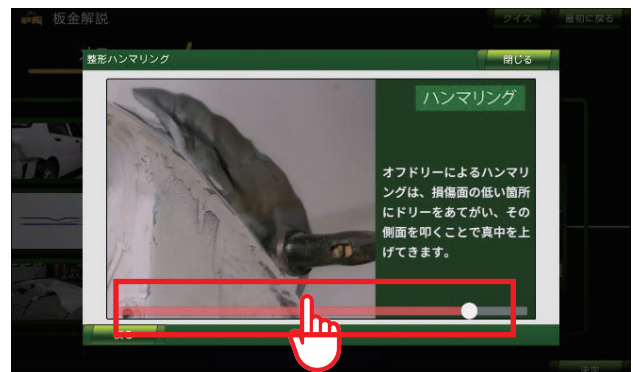 板金解説
クイズ
最初に戻る
整形ハンマリング
閉じる
ハンマリング
オフドリーによるハンマリ
ングは、損傷面の低い箇所
にドリーをあてがい、その
側面を叩くことで真中を上
げてきます。
戻る
決定